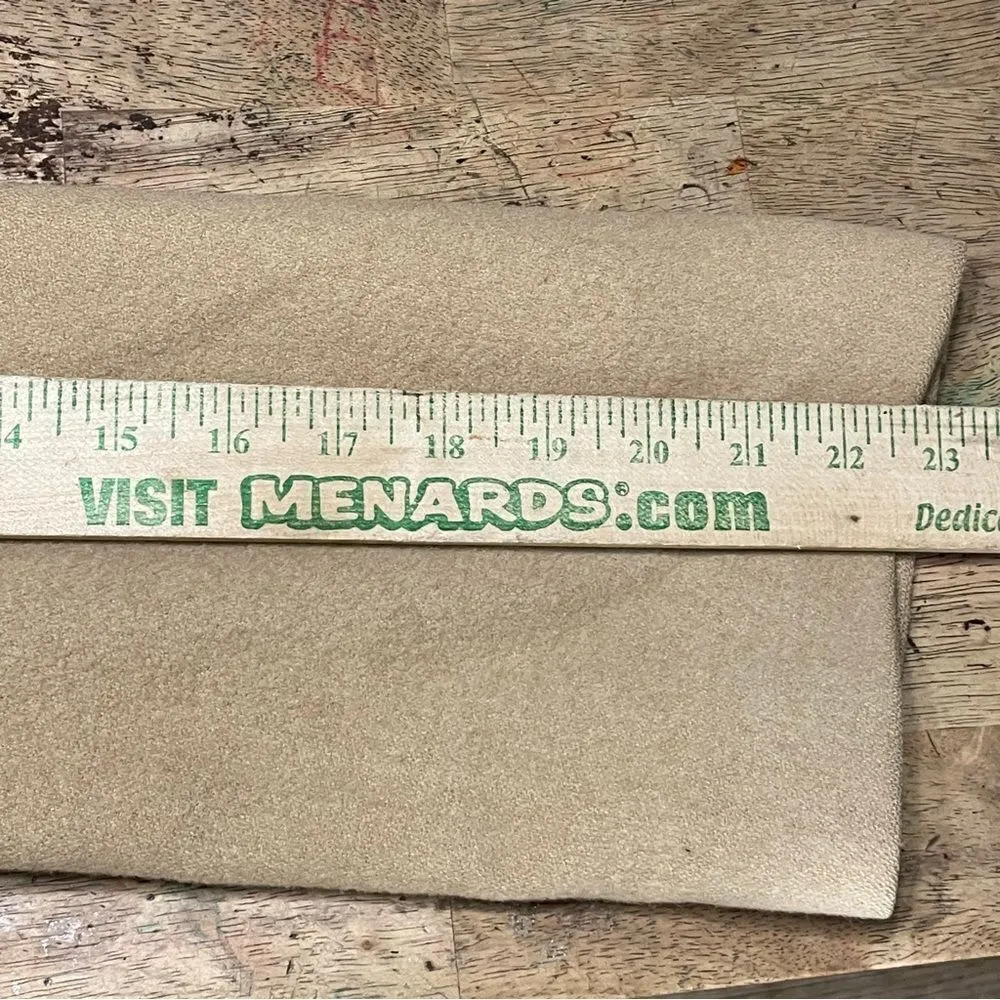 4 15 16 17 18 19 20 21 22 23
VISIT MENARDS®.com Dedic